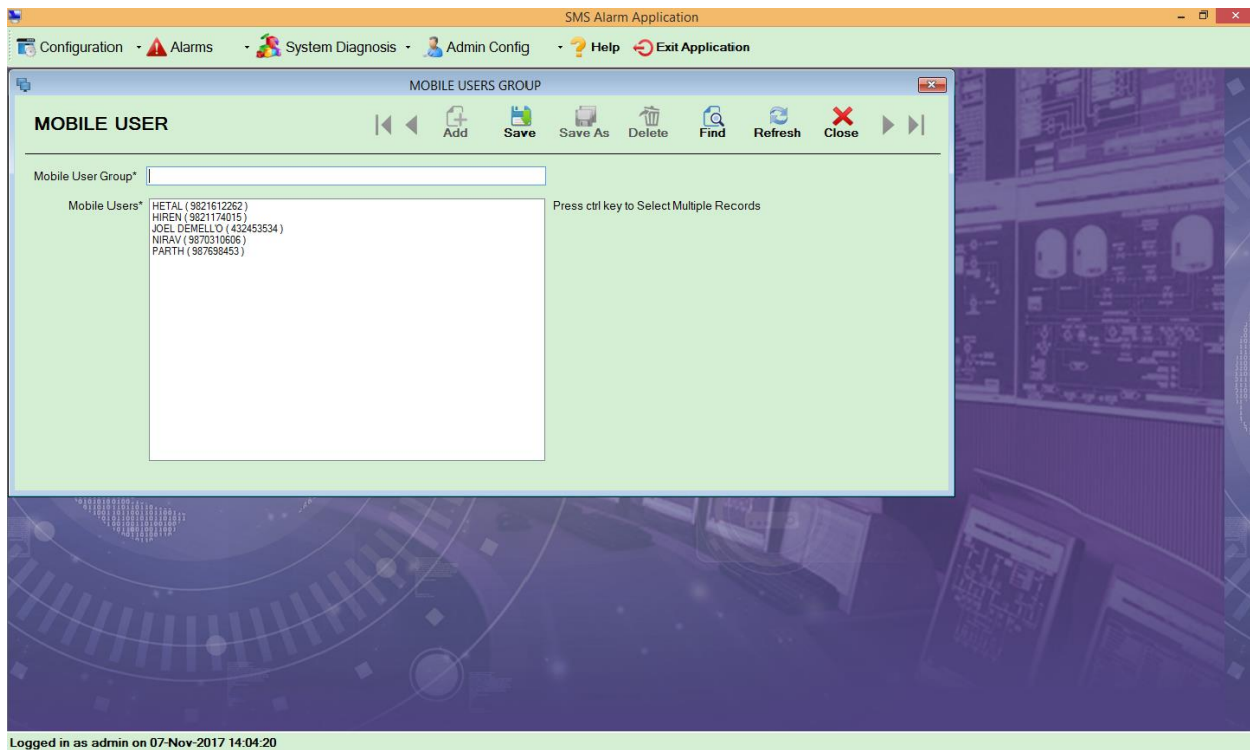 SMS Alarm Application
Configuration Alarms System Diagnosis Admin Config Help Exit Application
MOBILE USERS GROUP
MOBILE USER
Add Save Save As Delete Find Refresh Close
Mobile User Group*
Mobile Users* HETAL ( 9821612262 ) Press ctrl key to Select Multiple Records
HIREN ( 9821174015 )
JOEL DEMELL'O ( 432453534 )
NIRAV ( 9870310606 )
PARTH ( 987698453 )
Logged in as admin on 07-Nov-2017 14:04:20